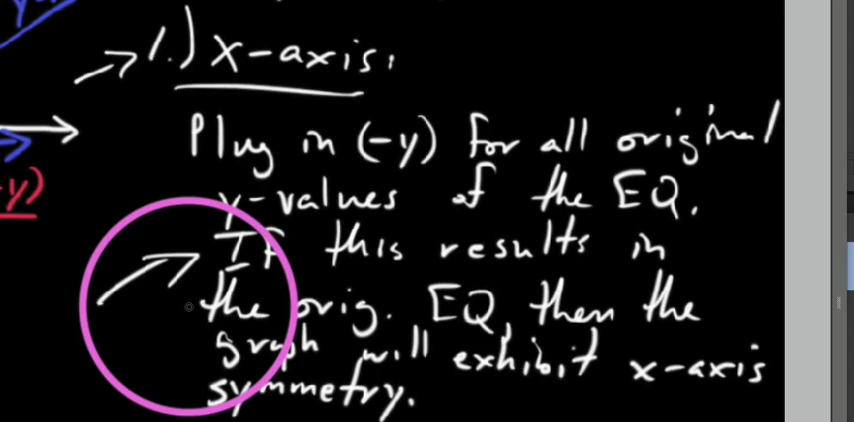 1.) x-axis:
Plug in (-y) for all original
y-values of the EQ.
If this results in
the orig. EQ, then the
graph will exhibit x-axis
symmetry.
y)